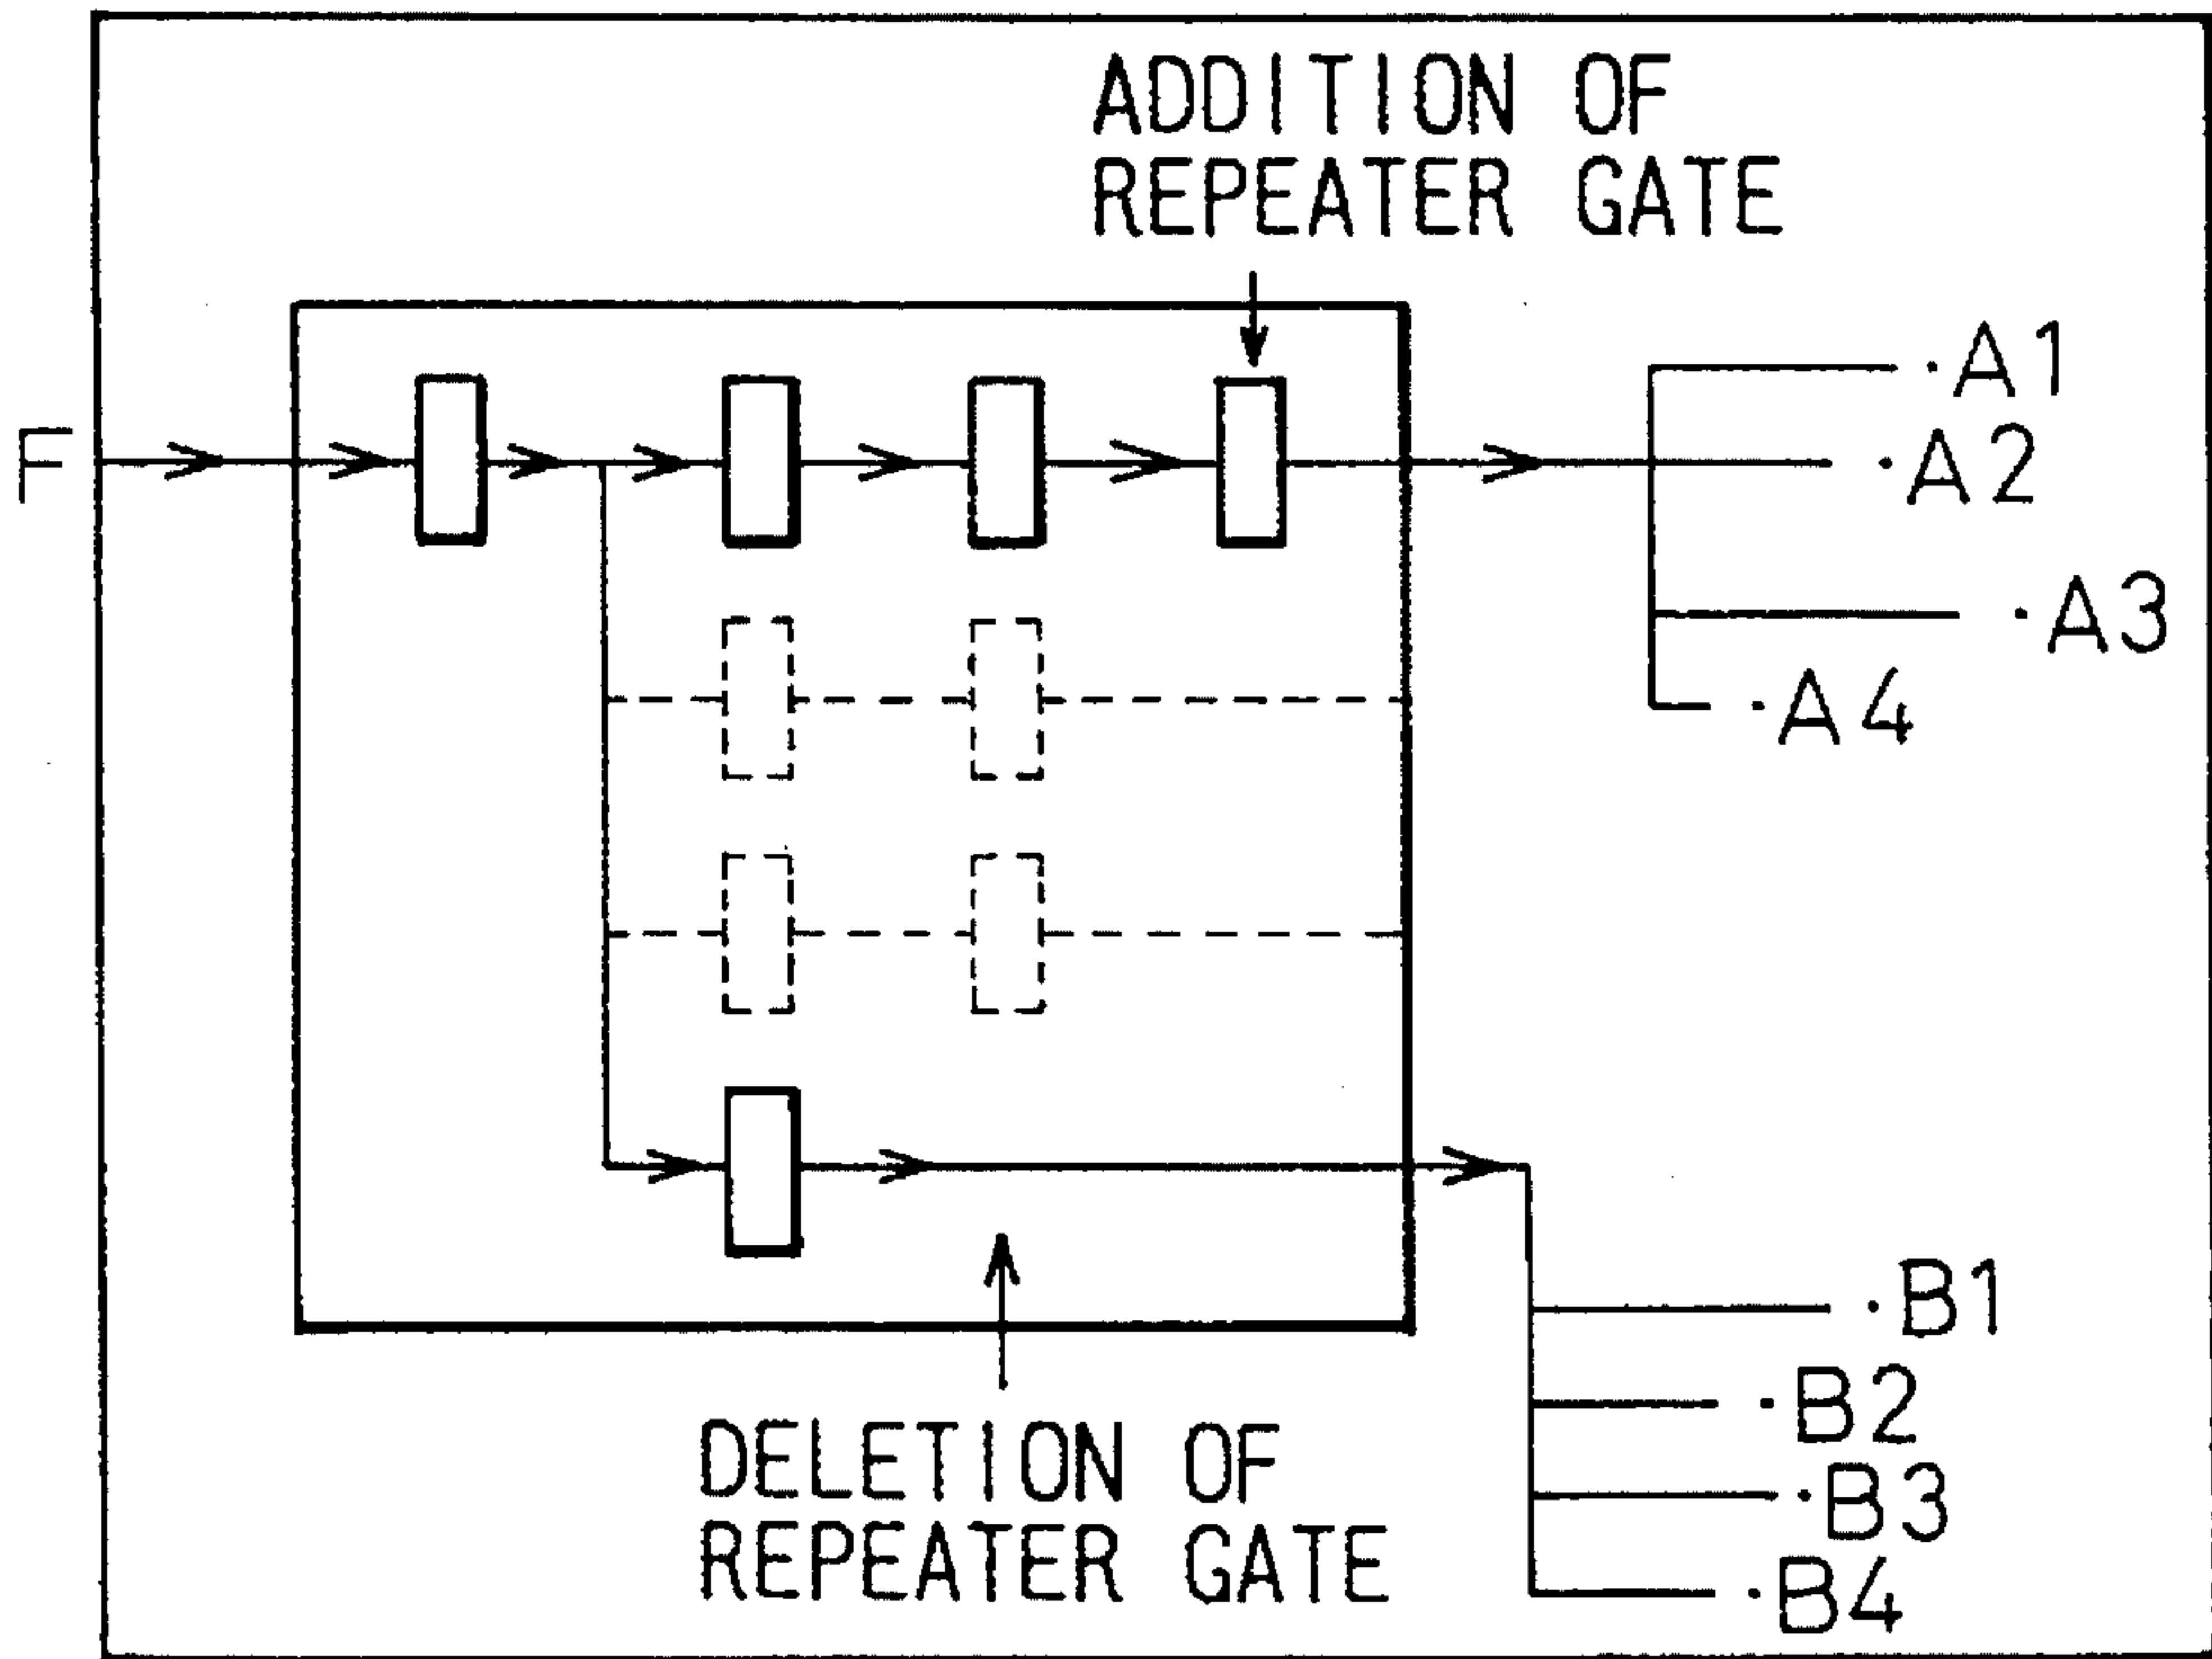 ADDITION OF
REPEATER GATE
F
·A1
·A2
·A3
·A4
·B1
·B2
·B3
·B4
DELETION OF
REPEATER GATE